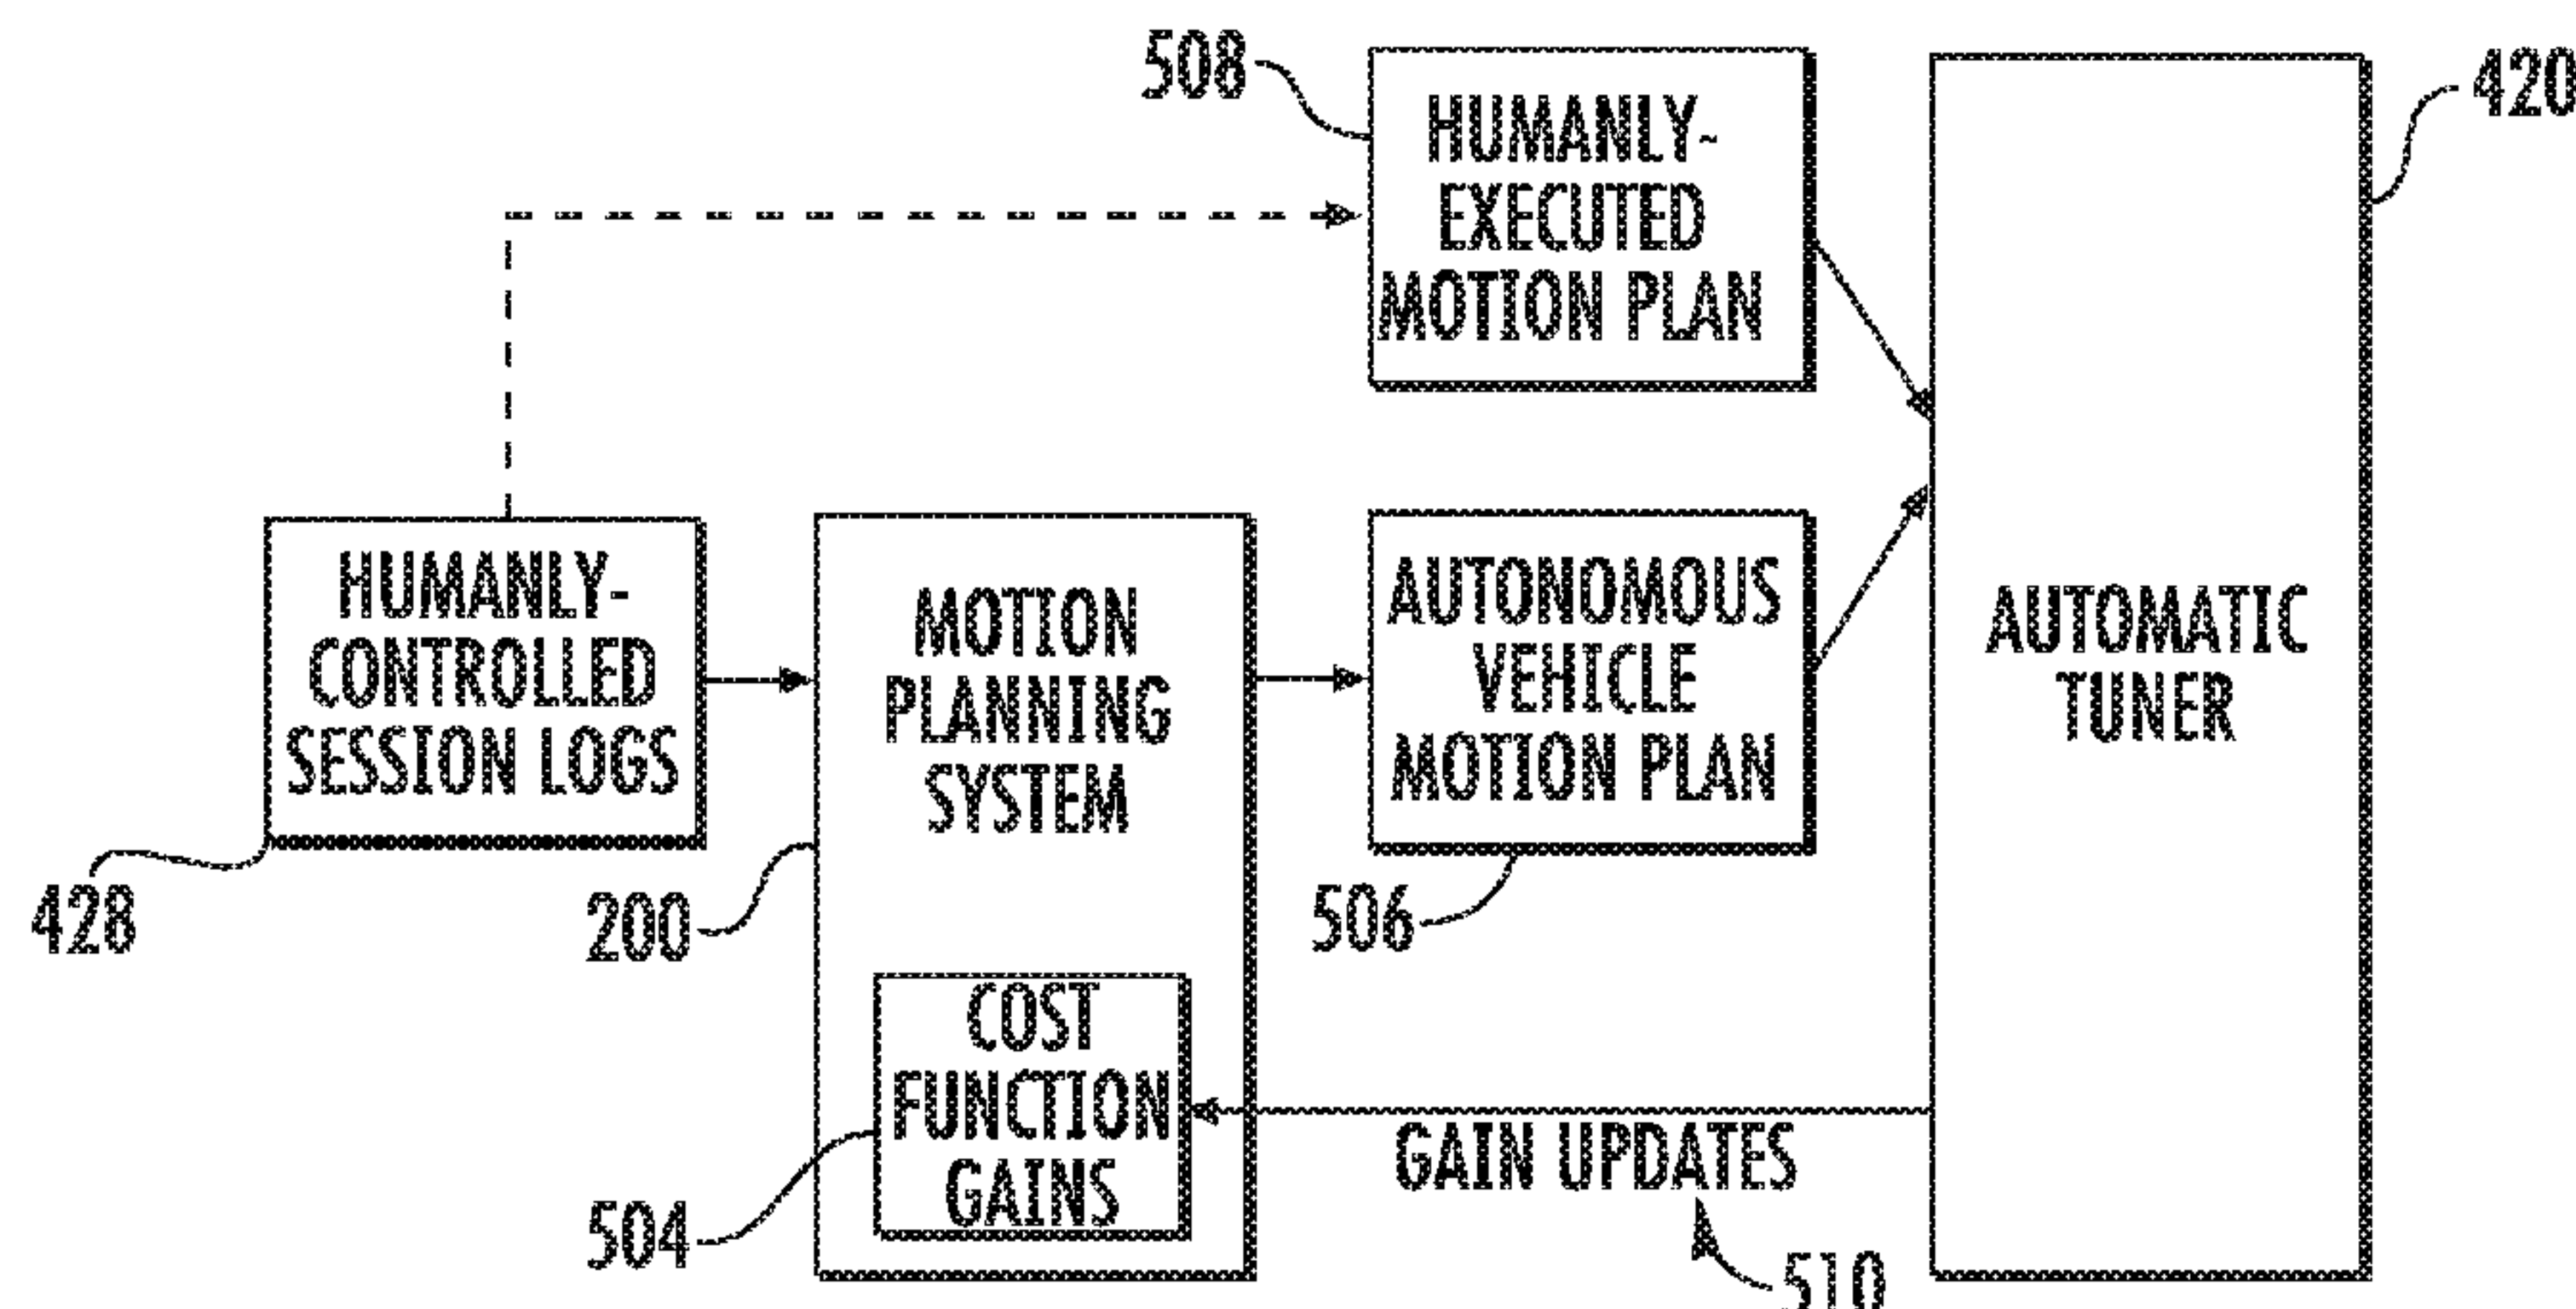 508
HUMANLY-
EXECUTED
MOTION PLAN
420
HUMANLY-
CONTROLLED
SESSION LOGS
428
MOTION
PLANNING
SYSTEM
200
AUTONOMOUS
VEHICLE
MOTION PLAN
506
AUTOMATIC
TUNER
COST
FUNCTION
GAINS
504
GAIN UPDATES
510